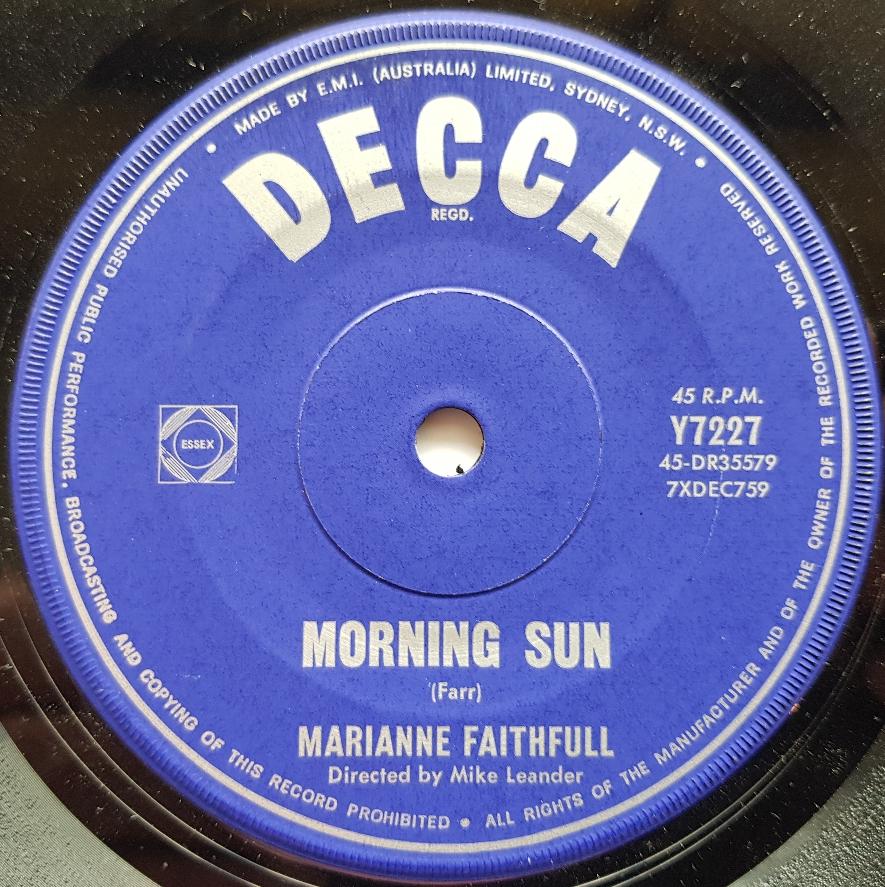 MADE BY E.M.I. (AUSTRALIA) LIMITED, SYDNEY, N.S.W. •
DECCA
REGD.
ESSEX
45 R.P.M.
Y7227
45-DR35579
7XDEC759
MORNING SUN
(Farr)
MARIANNE FAITHFULL
Directed by Mike Leander
• UNAUTHORISED PUBLIC PERFORMANCE, BROADCASTING AND COPYING OF THIS RECORD PROHIBITED • ALL RIGHTS OF THE MANUFACTURER AND OF THE OWNER OF THE RECORDED WORK RESERVED